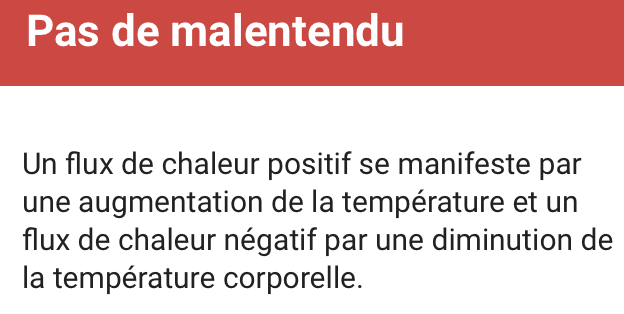 Pas de malentendu
Un flux de chaleur positif se manifeste par
une augmentation de la température et un
flux de chaleur négatif par une diminution de
la température corporelle.